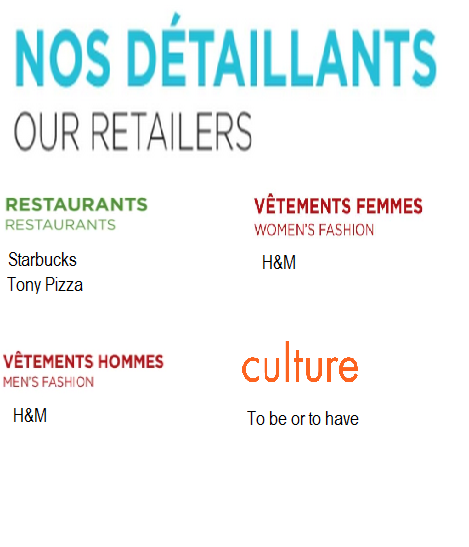 NOS DÉTAILLANTS
OUR RETAILERS
RESTAURANTS
RESTAURANTS
Starbucks
Tony Pizza
VÊTEMENTS FEMMES
WOMEN'S FASHION
H&M
VÊTEMENTS HOMMES
MEN'S FASHION
H&M
culture
To be or to have